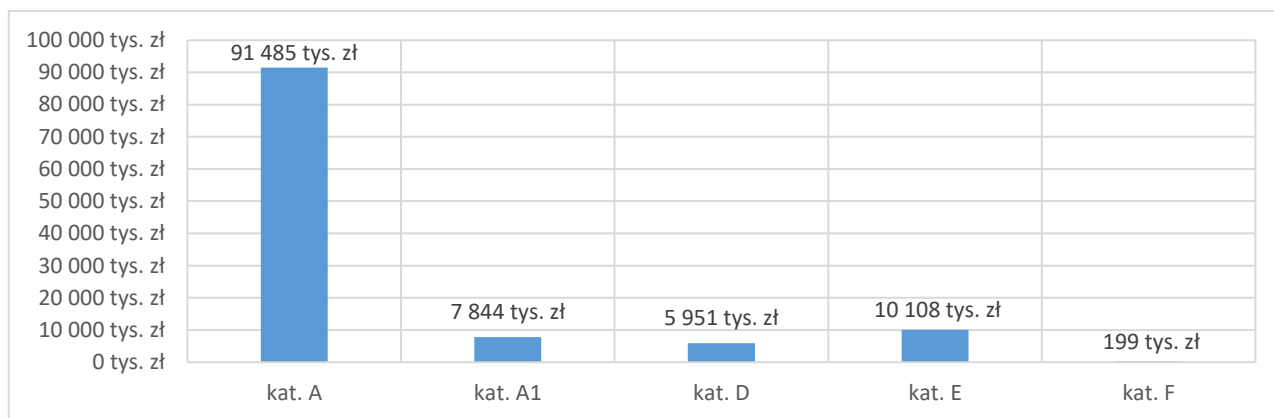 100 000 tys. zł
90 000 tys. zł
80 000 tys. zł
70 000 tys. zł
60 000 tys. zł
50 000 tys. zł
40 000 tys. zł
30 000 tys. zł
20 000 tys. zł
10 000 tys. zł
0 tys. zł
91 485 tys. zł
7 844 tys. zł
5 951 tys. zł
10 108 tys. zł
199 tys. zł
kat. A
kat. A1
kat. D
kat. E
kat. F